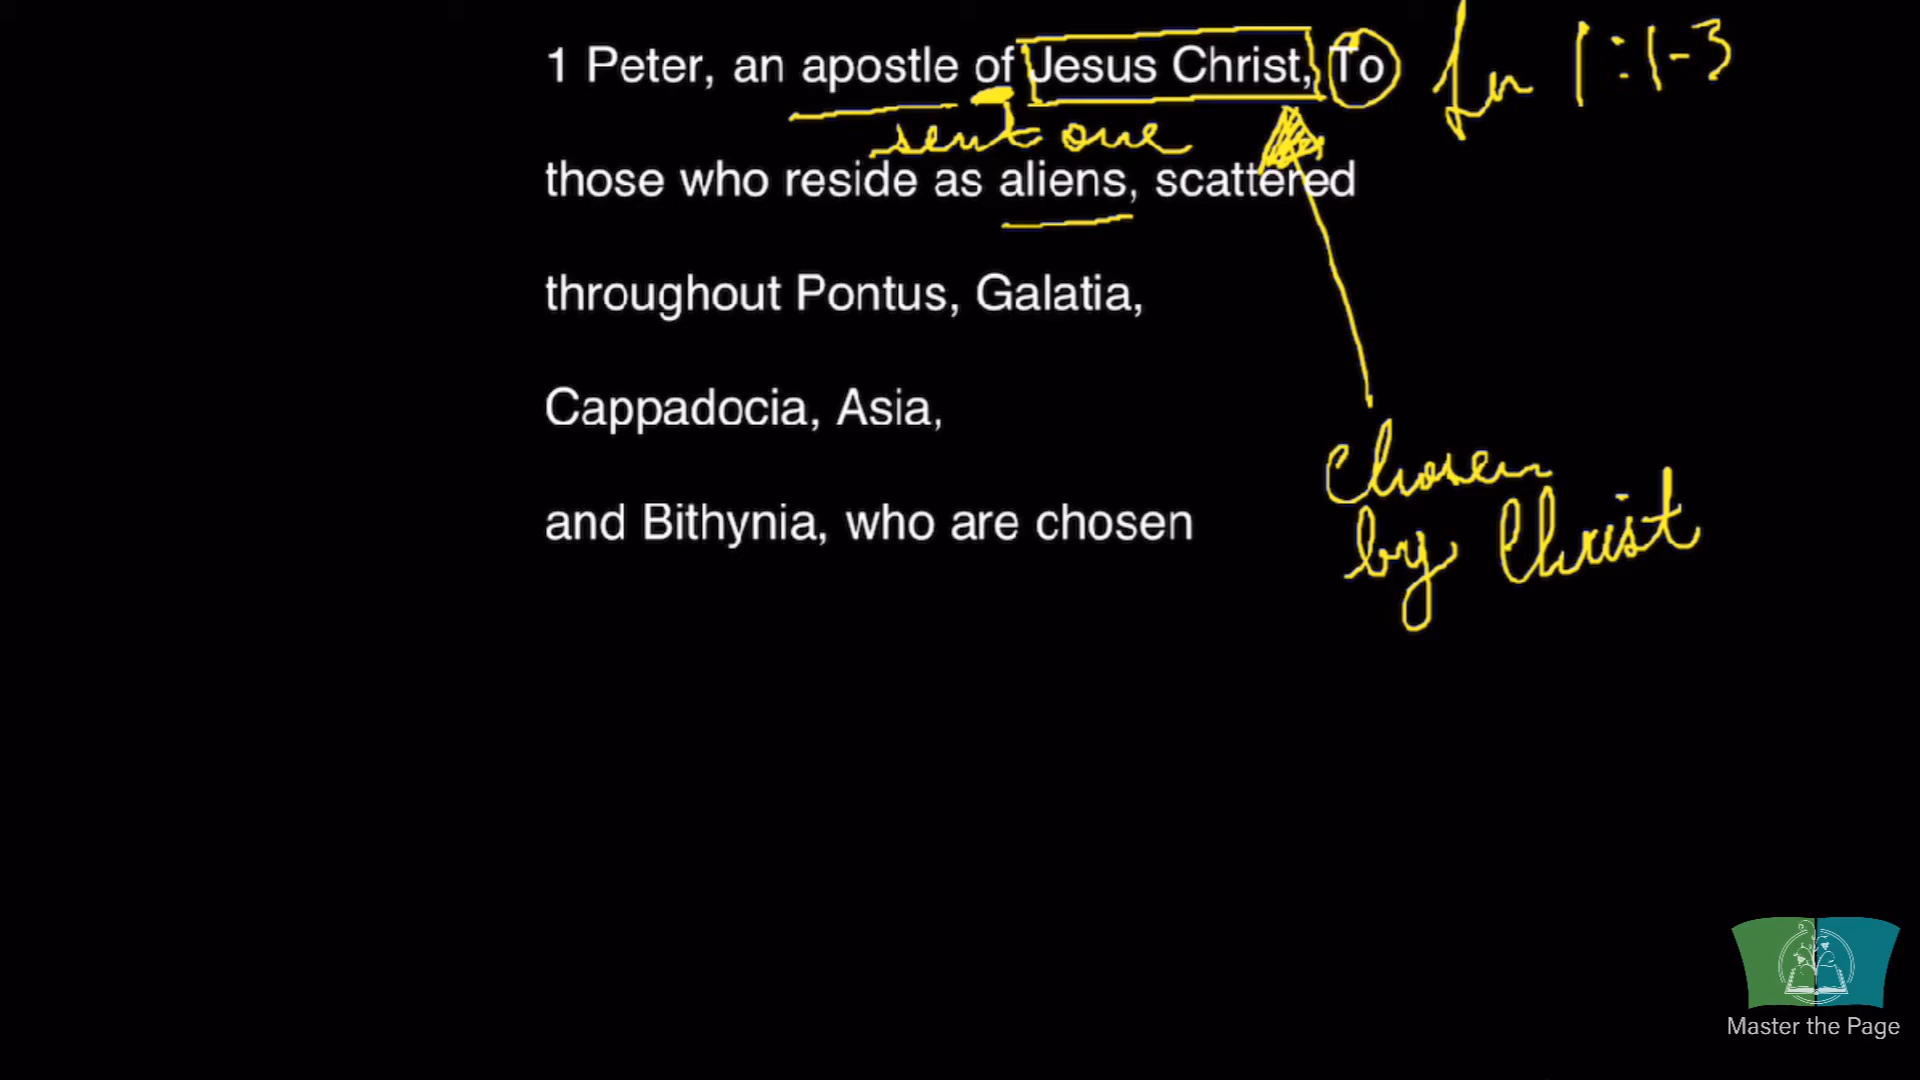 1 Peter, an apostle of Jesus Christ, To
1:1-3
sent one
those who reside as aliens, scattered
throughout Pontus, Galatia,
Cappadocia, Asia,
and Bithynia, who are chosen
chosen
by Christ
Master the Page